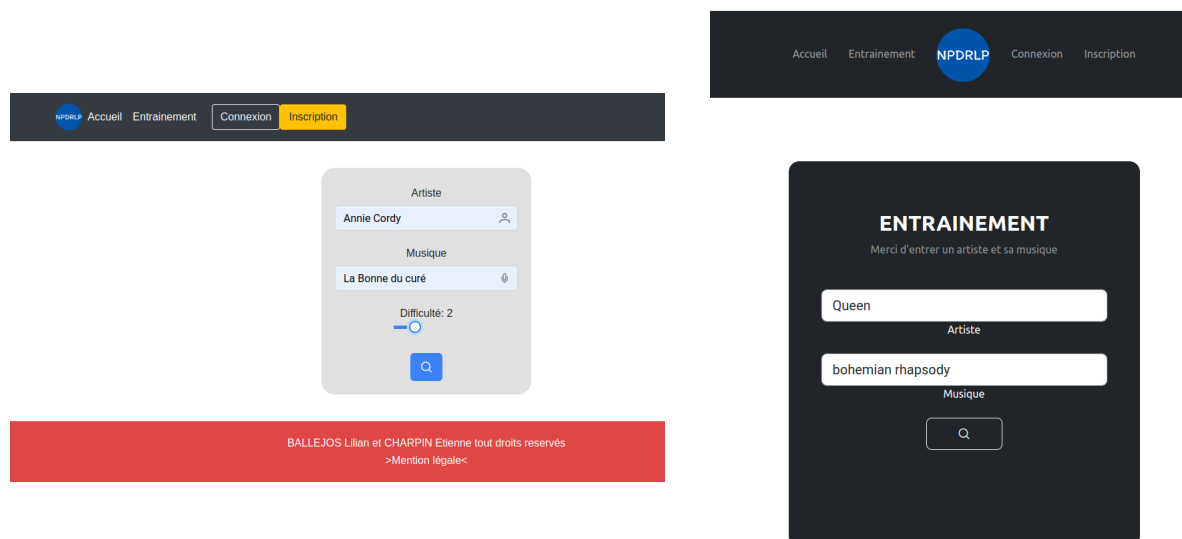 NPDRLP Accueil Entrainement Connexion Inscription
Artiste
Annie Cordy
Musique
La Bonne du curé
Difficulté: 2
BALLEJOS Lilian et CHARPIN Etienne tout droits reservés
>Mention légale<
Accueil Entrainement NPDRLP Connexion Inscription
ENTRAINEMENT
Merci d'entrer un artiste et sa musique
Queen
Artiste
bohemian rhapsody
Musique